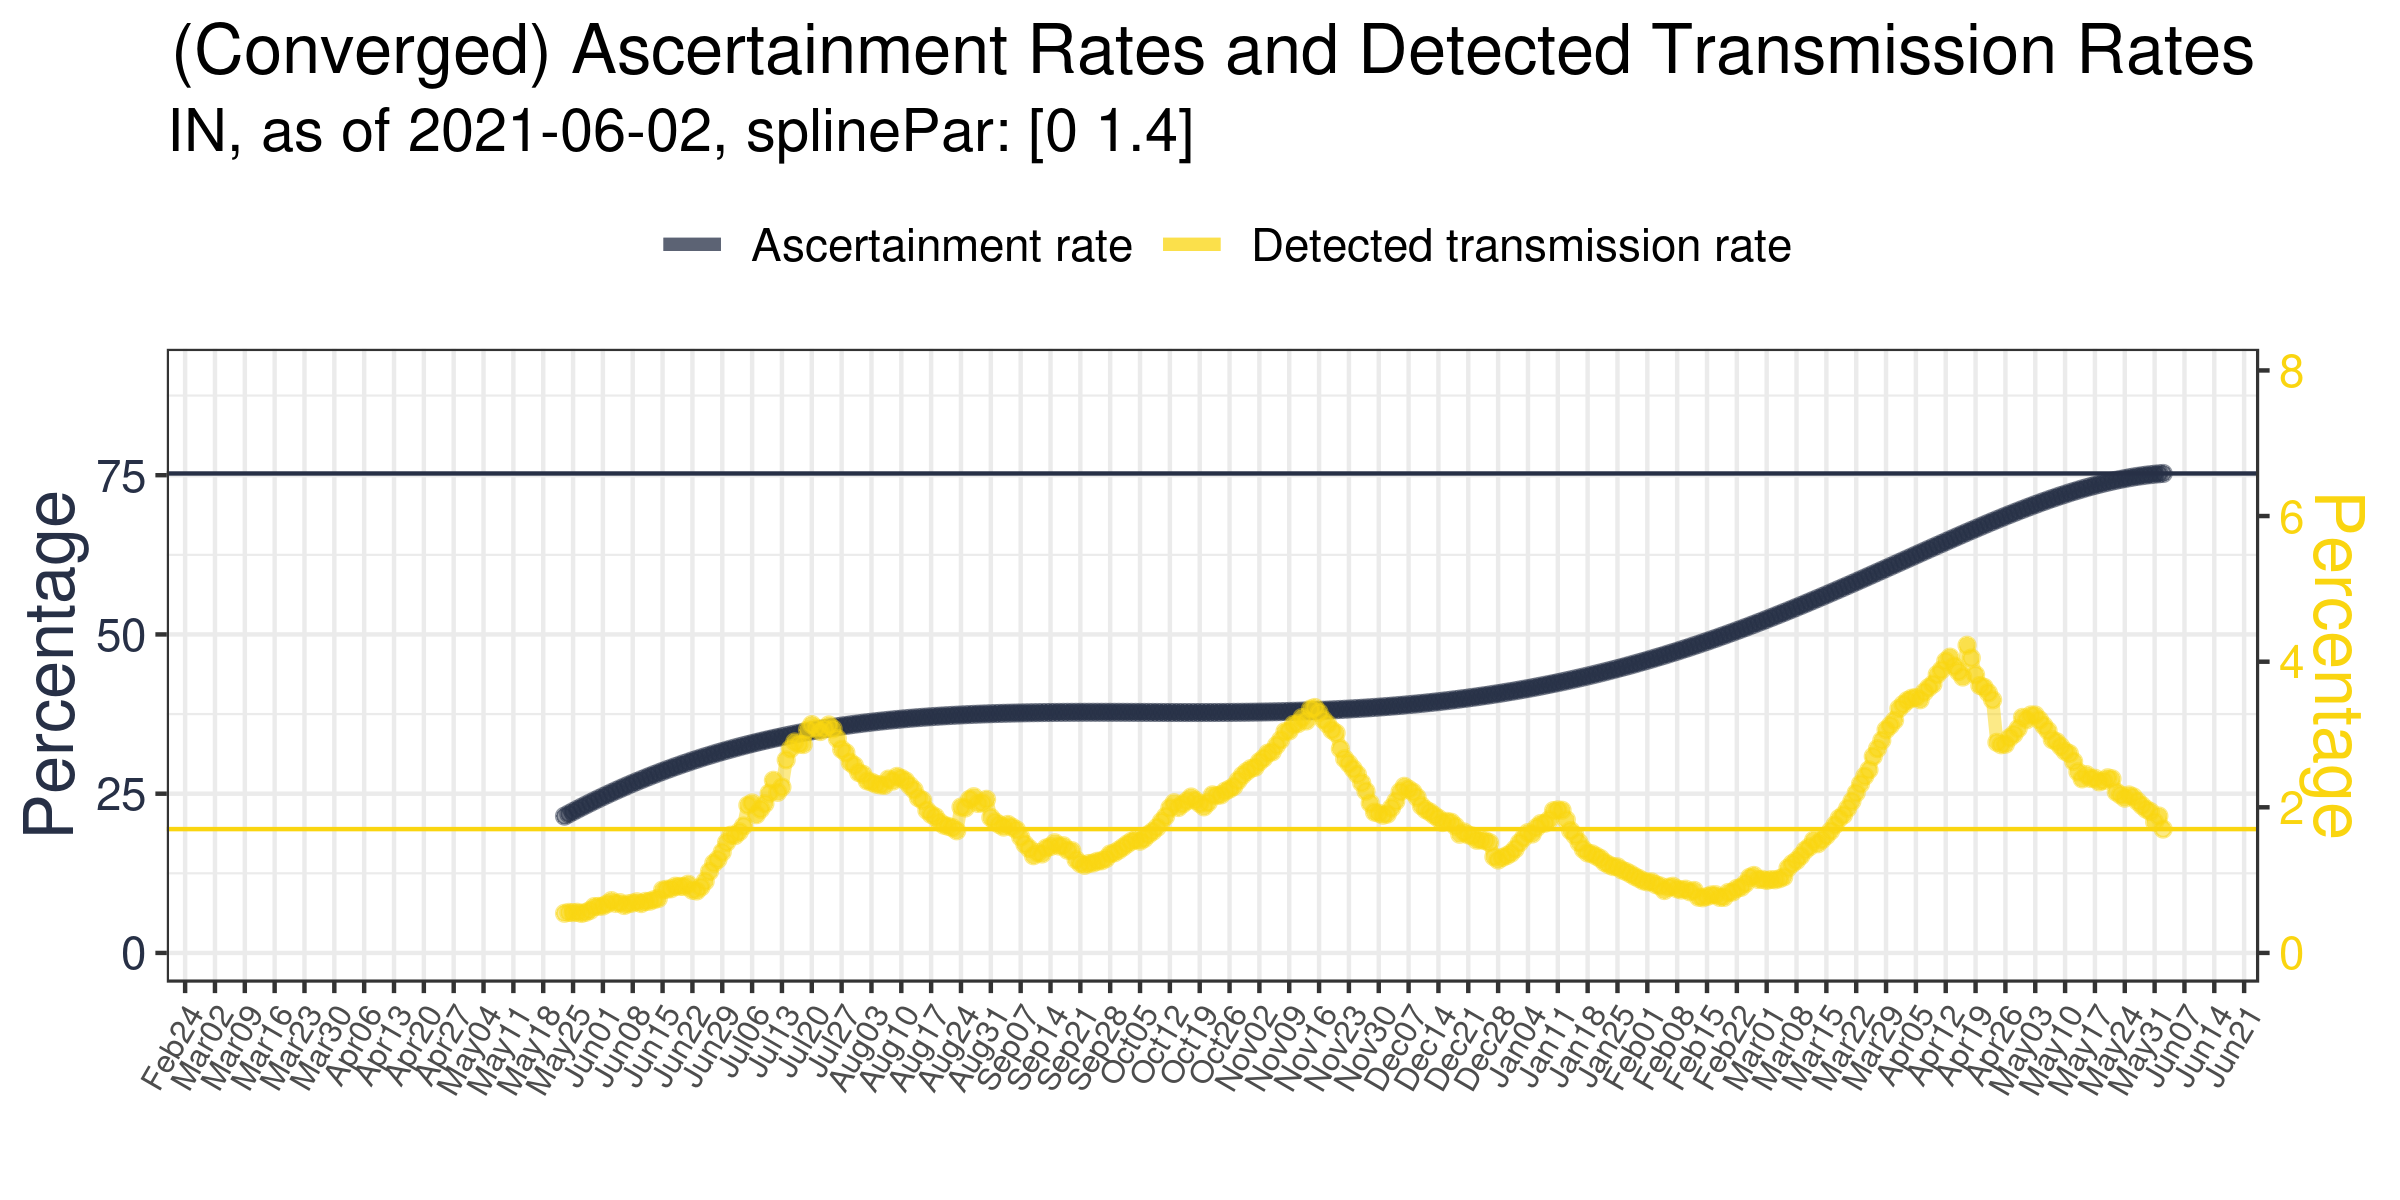 (Converged) Ascertainment Rates and Detected Transmission Rates
IN, as of 2021-06-02, splinePar: [0 1.4]
Ascertainment rate
Detected transmission rate
Percentage
75
50
25
0
8
6
4
2
0
Percentage
Feb24
Mar02
Mar09
Mar16
Mar23
Mar30
Apr06
Apr13
Apr20
Apr27
May04
May11
May18
May25
Jun01
Jun08
Jun15
Jun22
Jun29
Jul06
Jul13
Jul20
Jul27
Aug03
Aug10
Aug17
Aug24
Aug31
Sep07
Sep14
Sep21
Sep28
Oct05
Oct12
Oct19
Oct26
Nov02
Nov09
Nov16
Nov23
Nov30
Dec07
Dec14
Dec21
Dec28
Jan04
Jan11
Jan18
Jan25
Feb01
Feb08
Feb15
Feb22
Mar01
Mar08
Mar15
Mar22
Mar29
Apr05
Apr12
Apr19
Apr26
May03
May10
May17
May24
May31
Jun07
Jun14
Jun21